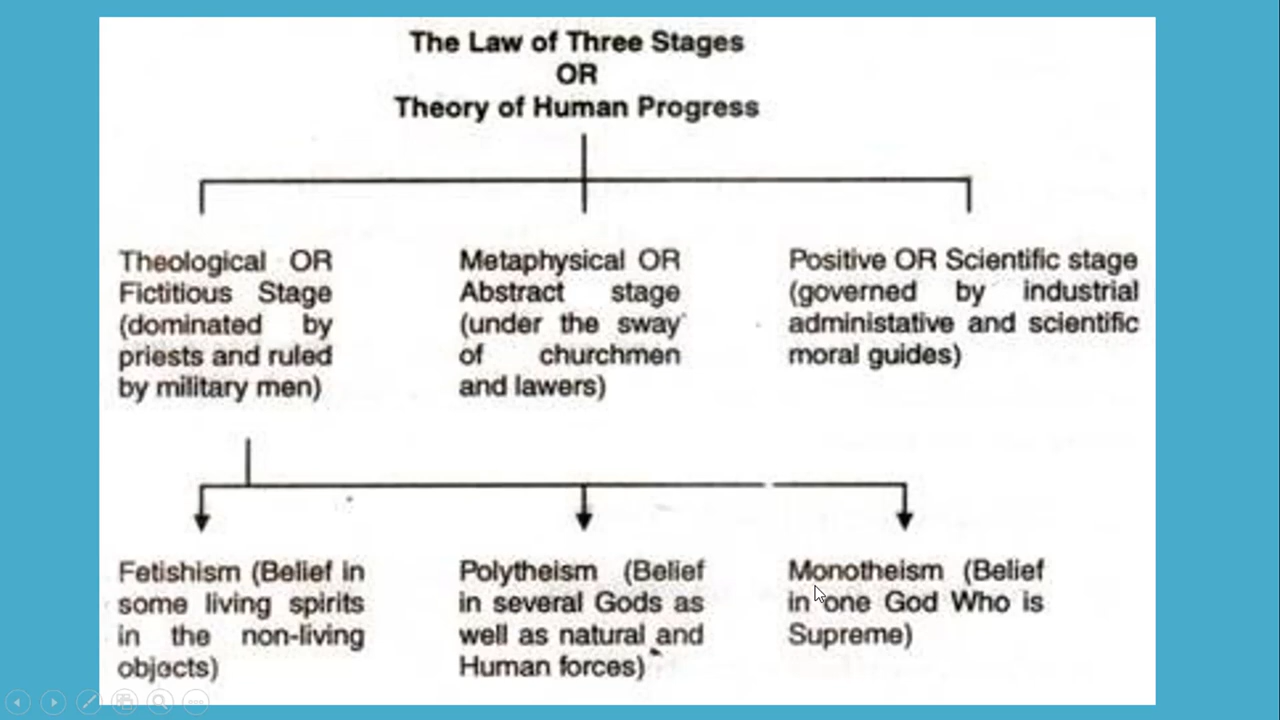 The Law of Three Stages
OR
Theory of Human Progress
Theological OR
Fictitious Stage
(dominated by
priests and ruled
by military men)
Metaphysical OR
Abstract stage
(under the sway
of churchmen
and lawers)
Positive OR Scientific stage
(governed by industrial
administative and scientific
moral guides)
Fetishism (Belief in
some living spirits
in the non-living
objects)
Polytheism (Belief
in several Gods as
well as natural and
Human forces)
Monotheism (Belief
in one God Who is
Supreme)